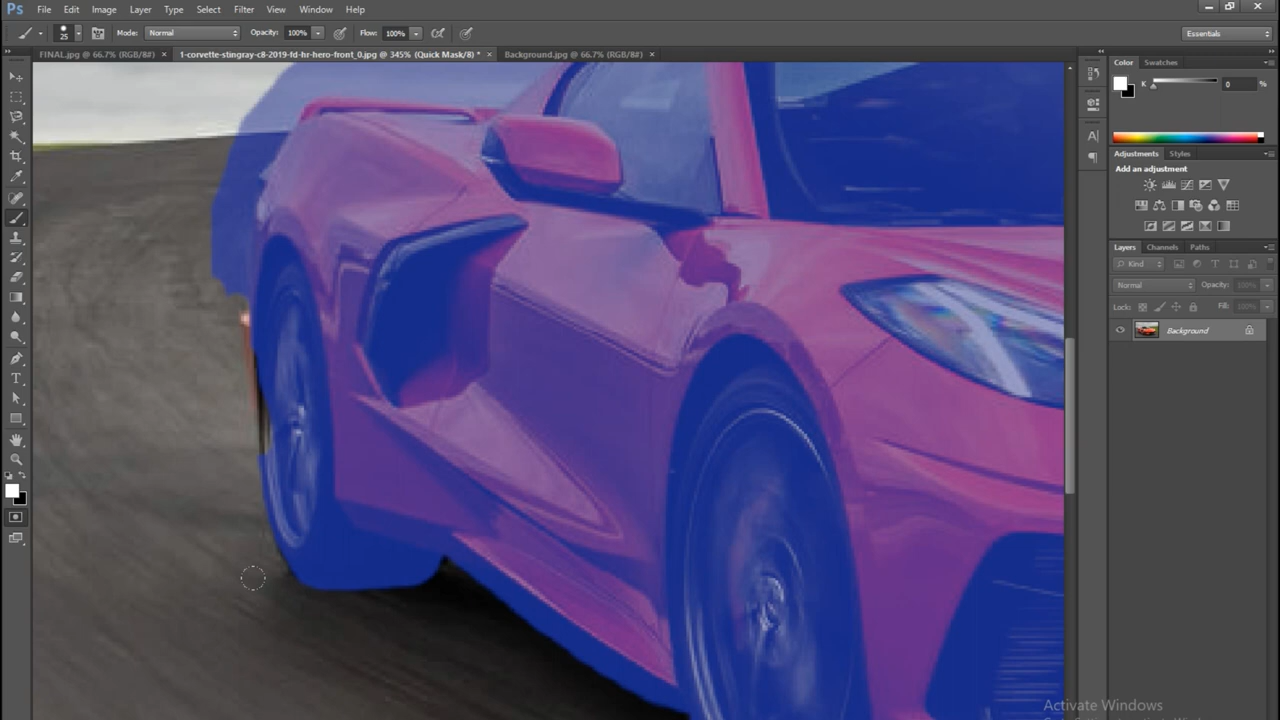 Ps File Edit Image Layer Type Select Filter View Window Help
25 Mode: Normal Opacity: 100% Flow: 100% Essentials
FINAL.jpg @ 66.7% (RGB/8#) × 1-corvette-stingray-c8-2019-fd-hr-hero-front_0.jpg @ 345% (Quick Mask/8) * × Background.jpg @ 66.7% (RGB/8#) ×
Color Swatches
K 0 %
Adjustments Styles
Add an adjustment
Layers Channels Paths
Kind
Normal Opacity: 100%
Lock: Fill: 100%
Background
Activate Windows